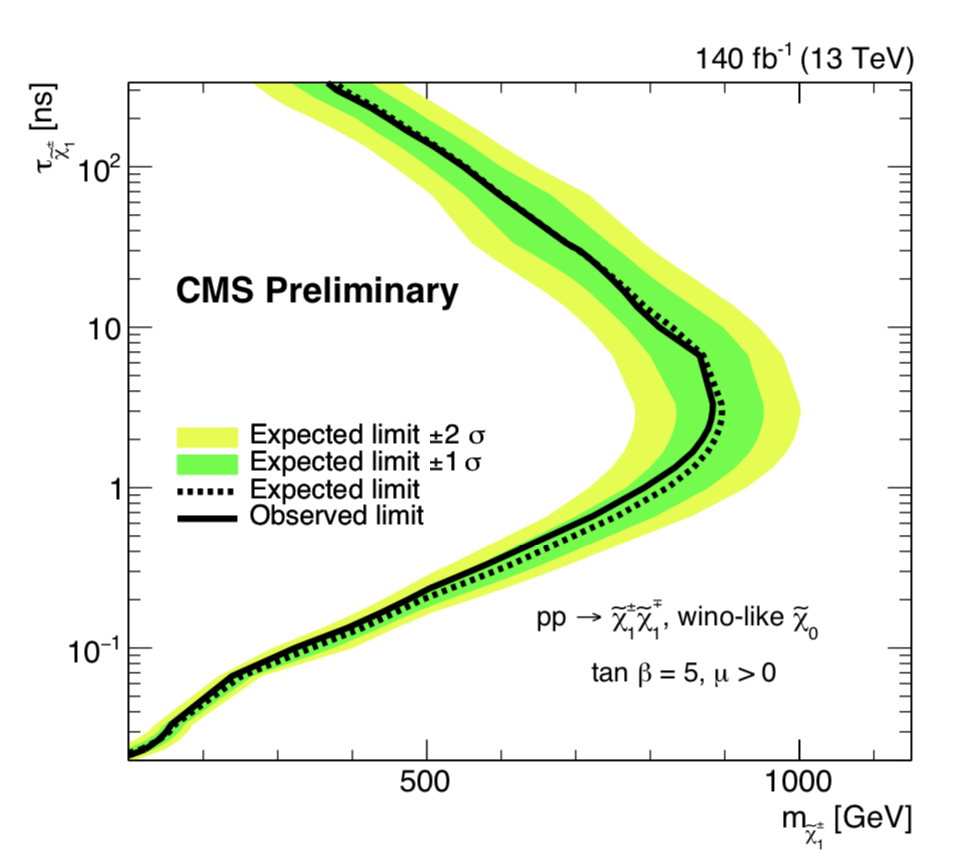 140 fb⁻¹ (13 TeV)
τ_χ̃₁^± [ns]
10²
CMS Preliminary
10
Expected limit ±2 σ
Expected limit ±1 σ
1
Expected limit
Observed limit
pp → χ̃₁^± χ̃₁^∓, wino-like χ̃₀
10⁻¹
tan β = 5, μ > 0
500
1000
m_χ̃₁^± [GeV]